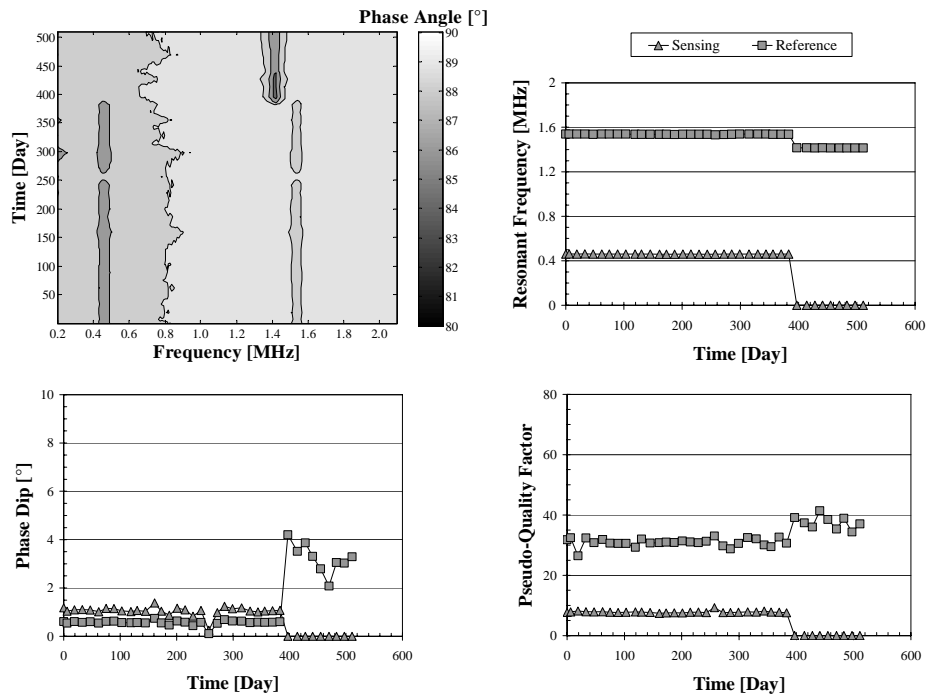 Phase Angle [°]
500
450
400
350
300
250
200
150
100
50
Time [Day]
0.2 0.4 0.6 0.8 1.0 1.2 1.4 1.6 1.8 2.0
Frequency [MHz]
90
89
88
87
86
85
84
83
82
81
80
Sensing Reference
2
1.6
1.2
0.8
0.4
0
Resonant Frequency [MHz]
0 100 200 300 400 500 600
Time [Day]
10
8
6
4
2
0
Phase Dip [°]
0 100 200 300 400 500 600
Time [Day]
80
60
40
20
0
Pseudo-Quality Factor
0 100 200 300 400 500 600
Time [Day]